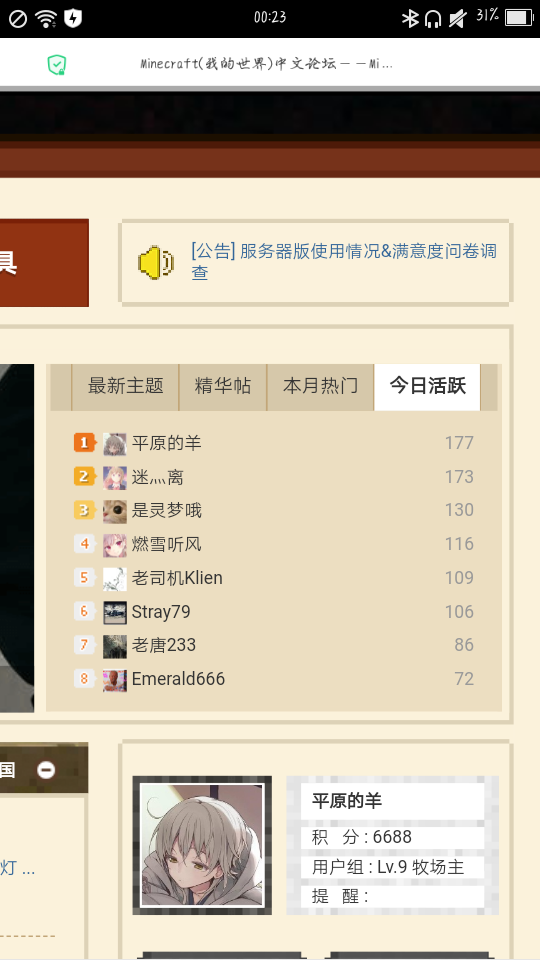 00:23
31%
Minecraft(我的世界)中文论坛——Mi...
具
[公告] 服务器版使用情况&满意度问卷调
查
最新主题 精华帖 本月热门 今日活跃
1 平原的羊 177
2 迷灬离 173
3 是灵梦哦 130
4 燃雪听风 116
5 老司机Klien 109
6 Stray79 106
7 老唐233 86
8 Emerald666 72
国
平原的羊
积 分 : 6688
灯 ...
用户组 : Lv.9 牧场主
提 醒 :